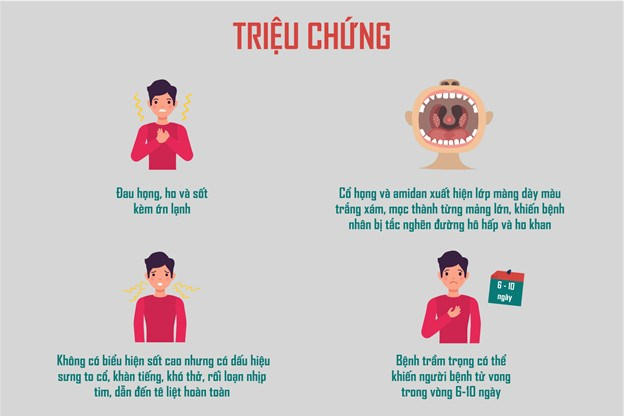 TRIỆU CHỨNG
Đau họng, ho và sốt
kèm ớn lạnh
Cổ họng và amidan xuất hiện lớp màng dày màu
trắng xám, mọc thành từng mảng lớn, khiến bệnh
nhân bị tắc nghẽn đường hô hấp và ho khan
6 - 10
ngày
Không có biểu hiện sốt cao nhưng có dấu hiệu
sưng to cổ, khàn tiếng, khó thở, rối loạn nhịp
tim, dẫn đến tê liệt hoàn toàn
Bệnh trầm trọng có thể
khiến người bệnh tử vong
trong vòng 6-10 ngày